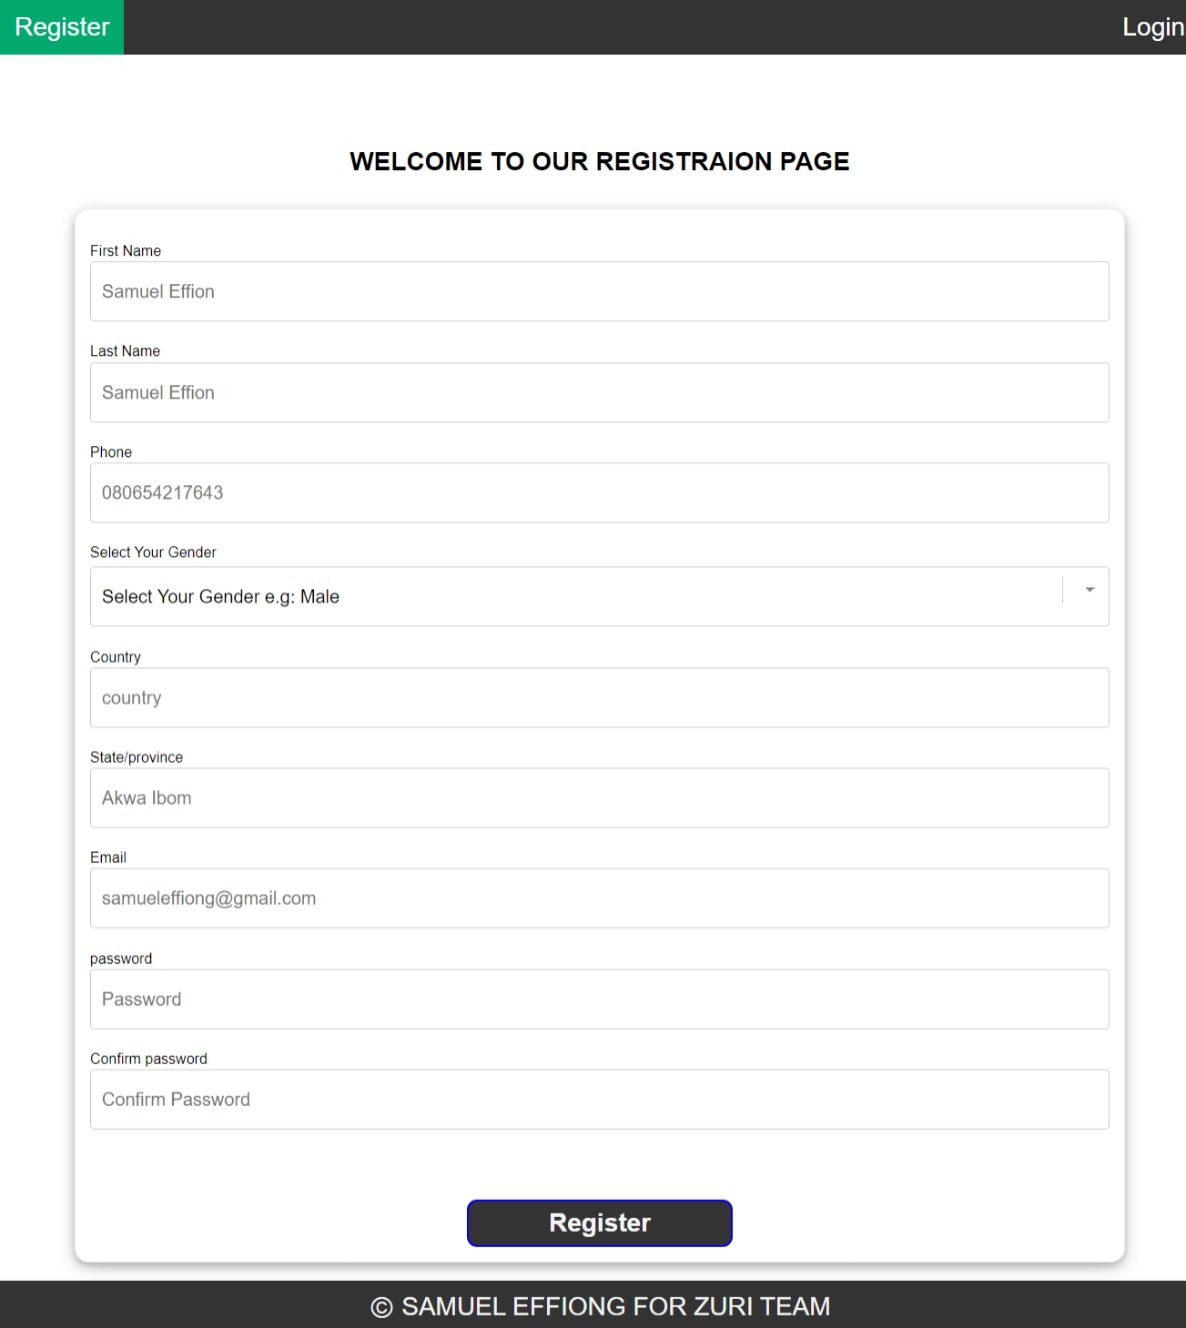 Register
Login
WELCOME TO OUR REGISTRAION PAGE
First Name
Samuel Effion
Last Name
Samuel Effion
Phone
080654217643
Select Your Gender
Select Your Gender e.g: Male
Country
country
State/province
Akwa Ibom
Email
samueleffiong@gmail.com
password
Password
Confirm password
Confirm Password
Register
© SAMUEL EFFIONG FOR ZURI TEAM